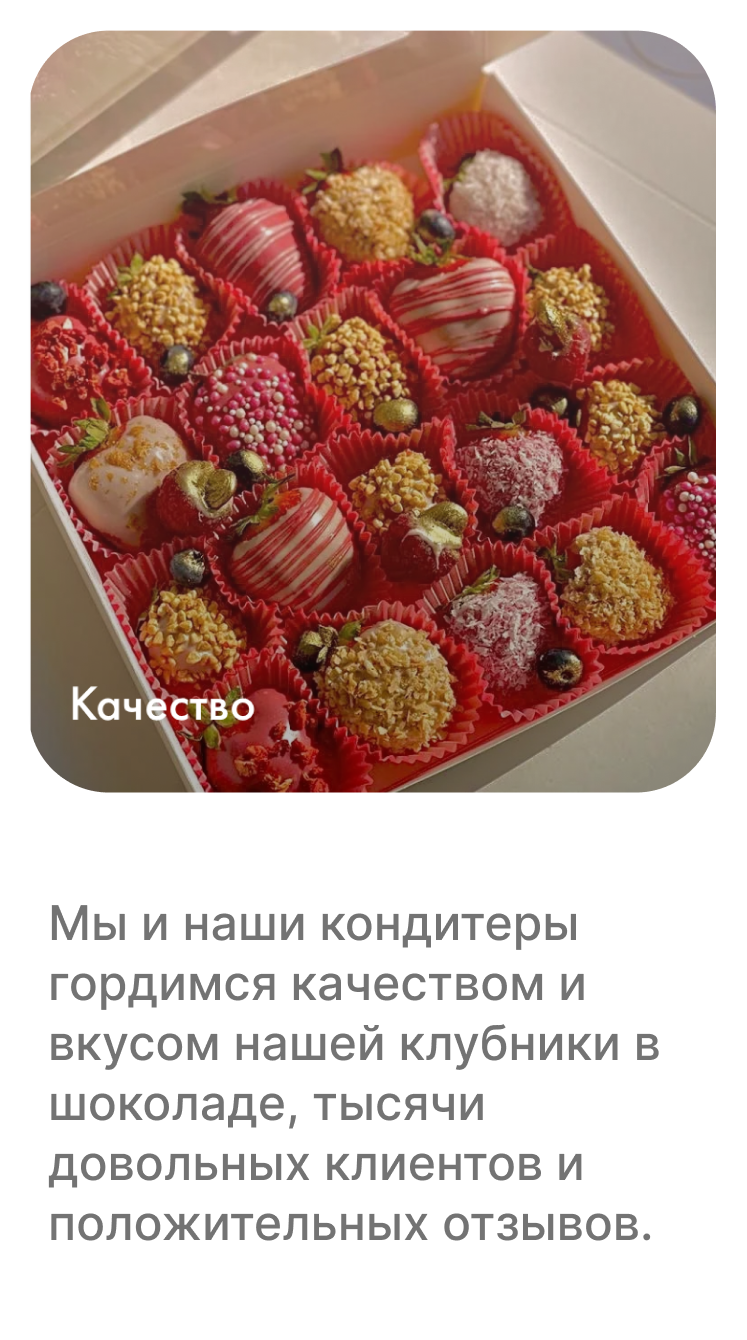 Качество
Мы и наши кондитеры
гордимся качеством и
вкусом нашей клубники в
шоколаде, тысячи
довольных клиентов и
положительных отзывов.